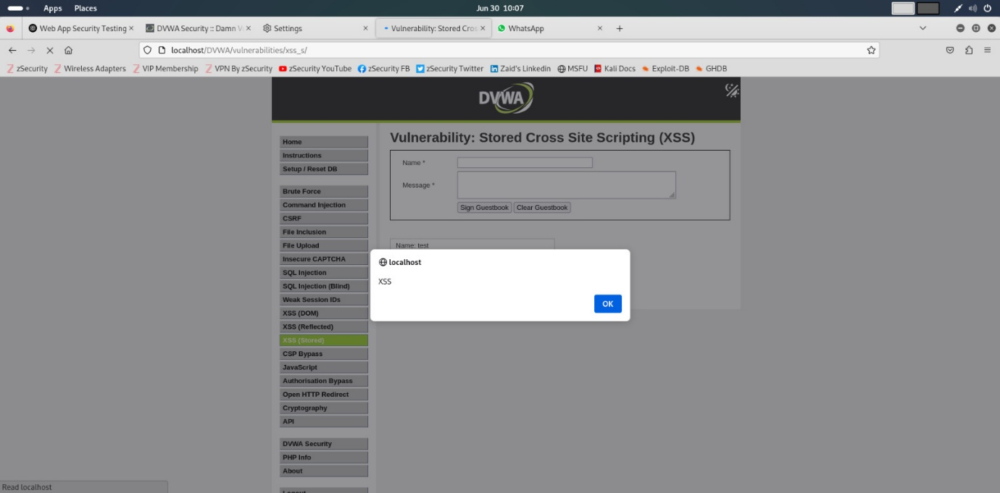 Apps Places Jun 30 10:07
Web App Security Testing × DVWA Security :: Damn V × Settings × Vulnerability: Stored Cros × WhatsApp × +
localhost/DVWA/vulnerabilities/xss_s/
zSecurity Wireless Adapters VIP Membership VPN By zSecurity zSecurity YouTube zSecurity FB zSecurity Twitter Zaid's Linkedin MSFU Kali Docs Exploit-DB GHDB
DVWA
Home
Instructions
Setup / Reset DB
Brute Force
Command Injection
CSRF
File Inclusion
File Upload
Insecure CAPTCHA
SQL Injection
SQL Injection (Blind)
Weak Session IDs
XSS (DOM)
XSS (Reflected)
XSS (Stored)
CSP Bypass
JavaScript
Authorisation Bypass
Open HTTP Redirect
Cryptography
API
DVWA Security
PHP Info
About
Logout
Vulnerability: Stored Cross Site Scripting (XSS)
Name *
Message *
Sign Guestbook Clear Guestbook
Name: test
localhost
XSS
OK
Read localhost